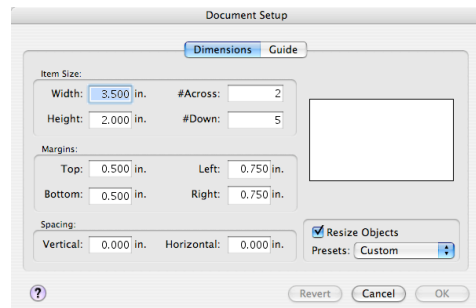 Document Setup
Dimensions Guide
Item Size:
Width: 3.500 in. #Across: 2
Height: 2.000 in. #Down: 5
Margins:
Top: 0.500 in. Left: 0.750 in.
Bottom: 0.500 in. Right: 0.750 in.
Spacing:
Vertical: 0.000 in. Horizontal: 0.000 in.
Resize Objects
Presets: Custom
? Revert Cancel OK